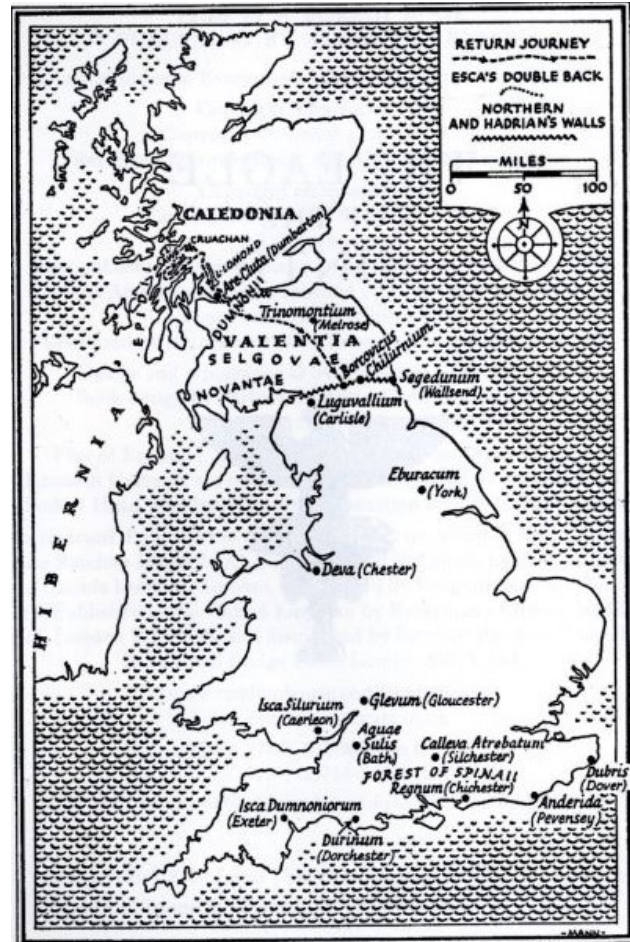 RETURN JOURNEY
ESCA'S DOUBLE BACK
NORTHERN
AND HADRIAN'S WALLS
MILES
0 50 100
N
CALEDONIA
CRUACHAN
LOMOND
Are-Cluta (Dumbarton)
EPID
DUMNONII
Trinomontium
(Melrose)
VALENTIA
SELGOVAE
NOVANTAE
Borcovicus
Chilurnium
Segedunum
(Wallsend)
Luguvallium
(Carlisle)
HIBERNIA
Eburacum
(York)
Deva (Chester)
Glevum (Gloucester)
Isca Silurium
(Caerleon)
Aquae
Sulis
(Bath)
Calleva Atrebatum
(Silchester)
FOREST OF SPINAII
Dubris
(Dover)
Regnum (Chichester)
Anderida
(Pevensey)
Isca Dumnoniorum
(Exeter)
Durinum
(Dorchester)
-MANN-